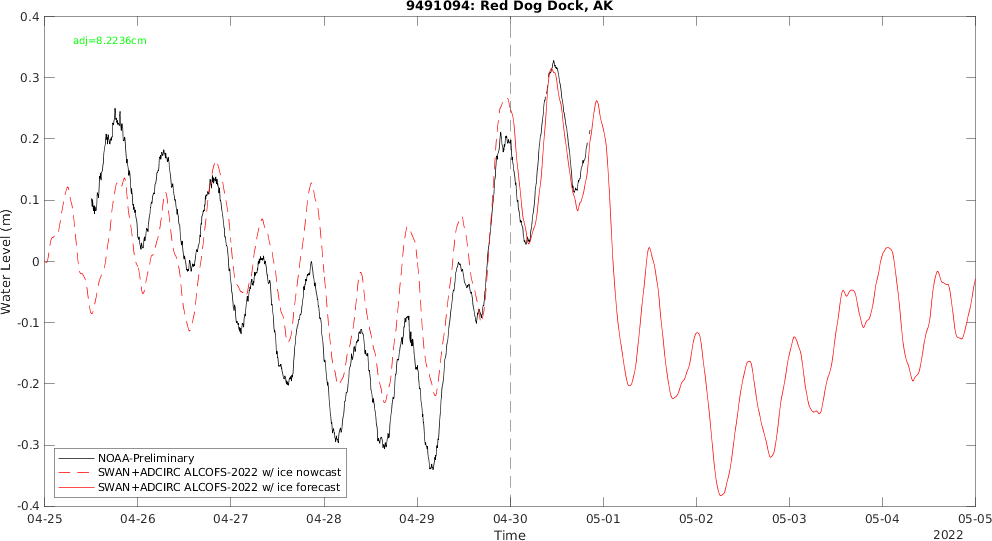 9491094: Red Dog Dock, AK
adj=8.2236cm
0.4
0.3
0.2
0.1
0
-0.1
-0.2
-0.3
-0.4
Water Level (m)
NOAA-Preliminary
SWAN+ADCIRC ALCOFS-2022 w/ ice nowcast
SWAN+ADCIRC ALCOFS-2022 w/ ice forecast
04-25 04-26 04-27 04-28 04-29 04-30 05-01 05-02 05-03 05-04 05-05
Time
2022